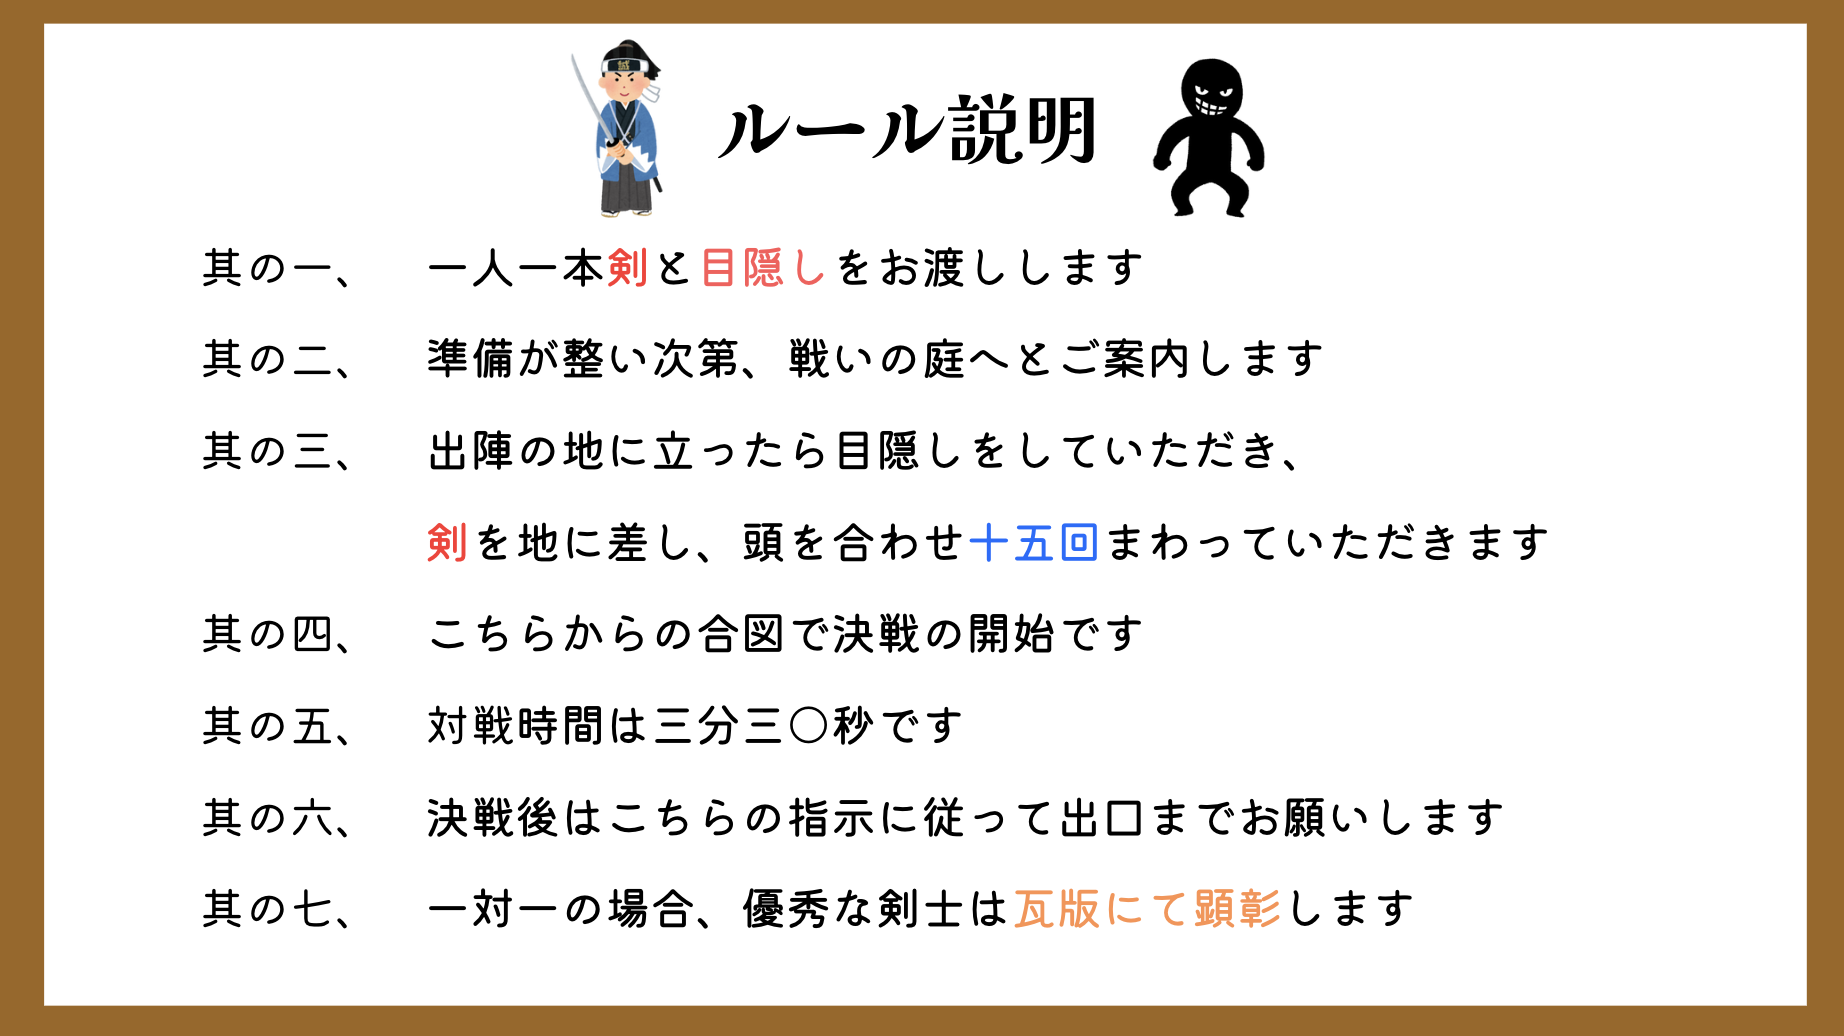 ルール説明
其の一、 一人一本剣と目隠しをお渡しします
其の二、 準備が整い次第、戦いの庭へとご案内します
其の三、 出陣の地に立ったら目隠しをしていただき、
剣を地に差し、頭を合わせ十五回まわっていただきます
其の四、 こちらからの合図で決戦の開始です
其の五、 対戦時間は三分三〇秒です
其の六、 決戦後はこちらの指示に従って出口までお願いします
其の七、 一対一の場合、優秀な剣士は瓦版にて顕彰します